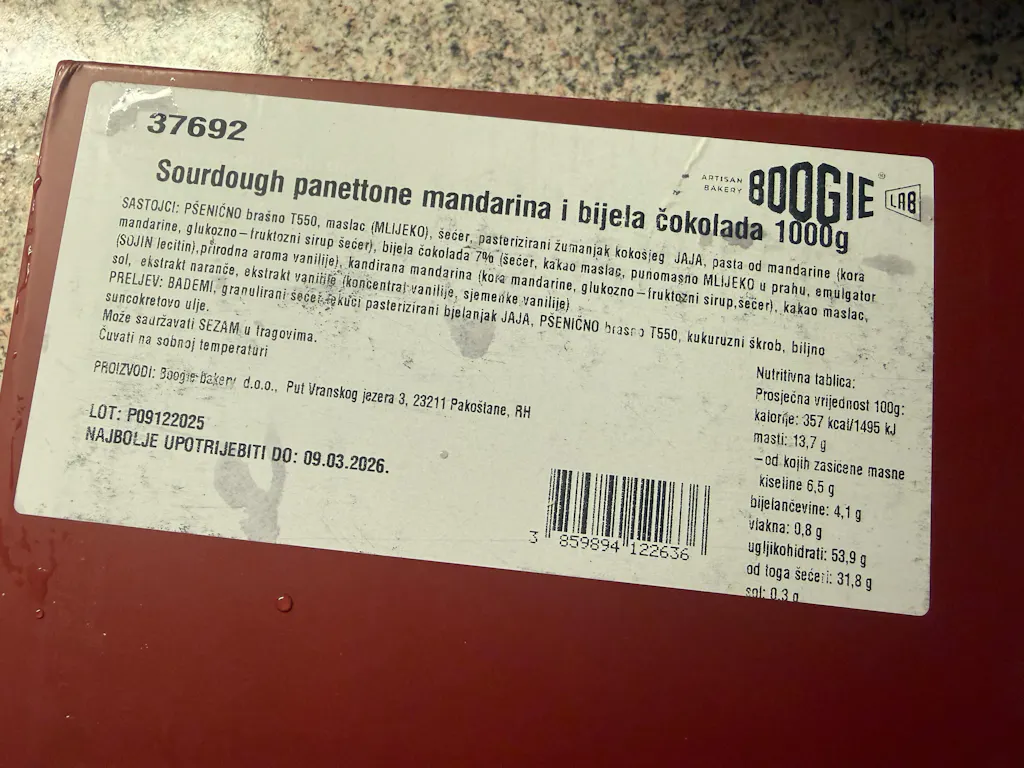 37692
ARTISAN BAKERY BOOGIE® LAB
Sourdough panettone mandarina i bijela čokolada 1000g
SASTOJCI: PŠENIČNO brašno T550, maslac (MLIJEKO), šećer, pasterizirani žumanjak kokošjeg JAJA, pasta od mandarine (kora
mandarine, glukozno-fruktozni sirup šećer), bijela čokolada 7% (šećer, kakao maslac, punomasno MLIJEKO u prahu, emulgator
(SOJIN lecitin), prirodna aroma vanilije), kandirana mandarina (kora mandarine, glukozno-fruktozni sirup,šećer), kakao maslac,
sol, ekstrakt naranče, ekstrakt vanilije (koncentrat vanilije, sjemenke vanilije)
PRELJEV: BADEMI, granulirani šećer, tekući pasterizirani bjelanjak JAJA, PŠENIČNO brašno T550, kukuruzni škrob, biljno
suncokretovo ulje.
Može sadržavati SEZAM u tragovima.
Čuvati na sobnoj temperaturi
PROIZVODI: Boogie bakery d.o.o., Put Vranskog jezera 3, 23211 Pakoštane, RH
LOT: P09122025
NAJBOLJE UPOTRIJEBITI DO: 09.03.2026.
3 859894 122636
Nutritivna tablica:
Prosječna vrijednost 100g:
kalorije: 357 kcal/1495 kJ
masti: 13,7 g
-od kojih zasićene masne
kiseline 6,5 g
bijelančevine: 4,1 g
vlakna: 0,8 g
ugljikohidrati: 53,9 g
od toga šećeri: 31,8 g
sol: 0,3 g